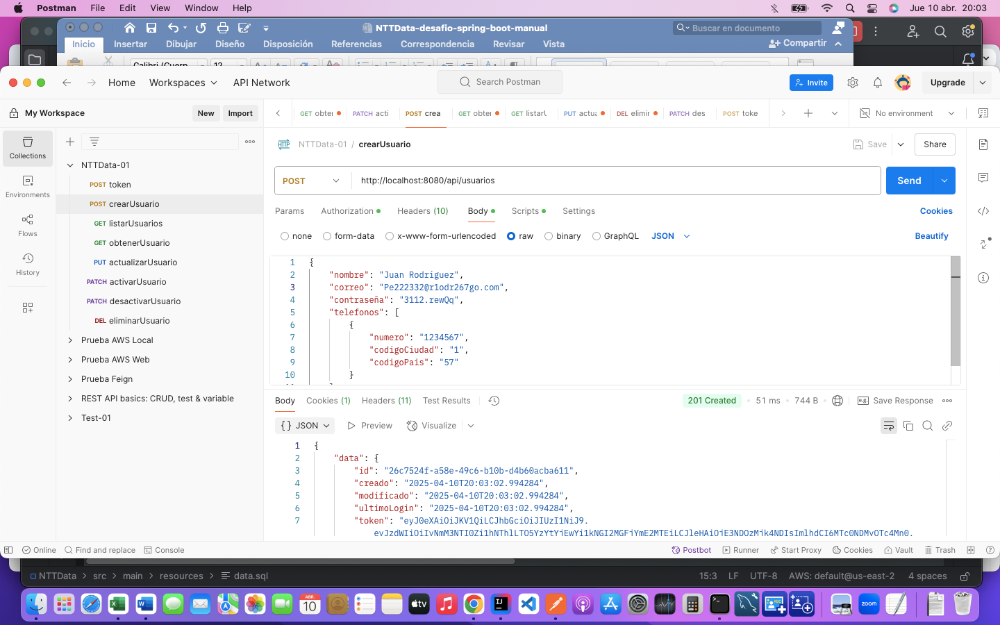 Postman File Edit View Window Help Jue 10 abr. 20:03
NTTData-desafio-spring-boot-manual
Buscar en documento
Inicio Insertar Dibujar Diseño Disposición Referencias Correspondencia Revisar Vista Compartir
Calibri (Cuerp 12
Home Workspaces API Network Search Postman Invite Upgrade
My Workspace New Import
GET obter POST crea PATCH acti GET obter GET listarU PUT actua DEL elimir PATCH des POST toke No environment
Collections
Environments
Flows
History
NTTData-01
POST token
POST crearUsuario
GET listarUsuarios
GET obtenerUsuario
PUT actualizarUsuario
PATCH activarUsuario
PATCH desactivarUsuario
DEL eliminarUsuario
Prueba AWS Local
Prueba AWS Web
Prueba Feign
REST API basics: CRUD, test & variable
Test-01
HTTP NTTData-01 / crearUsuario Save Share
POST http://localhost:8080/api/usuarios Send
Params Authorization Headers (10) Body Scripts Settings Cookies
none form-data x-www-form-urlencoded raw binary GraphQL JSON Beautify
1 {
2 "nombre": "Juan Rodriguez",
3 "correo": "Pe222332@r1odr267go.com",
4 "contraseña": "3112.rewQq",
5 "telefonos": [
6 {
7 "numero": "1234567",
8 "codigoCiudad": "1",
9 "codigoPais": "57"
10 }
Body Cookies (1) Headers (11) Test Results 201 Created 51 ms 744 B Save Response
{} JSON Preview Visualize
1 {
2 "data": {
3 "id": "26c7524f-a58e-49c6-b10b-d4b60acba611",
4 "creado": "2025-04-10T20:03:02.994284",
5 "modificado": "2025-04-10T20:03:02.994284",
6 "ultimoLogin": "2025-04-10T20:03:02.994284",
7 "token": "eyJ0eXAiOiJKV1QiLCJhbGciOiJIUzI1NiJ9.
Online Find and replace Console Postbot Runner Start Proxy Cookies Vault Trash
NTTData > src > main > resources > data.sql 15:3 LF UTF-8 AWS: default@us-east-2 4 spaces
ABR.
10
tv
zoom